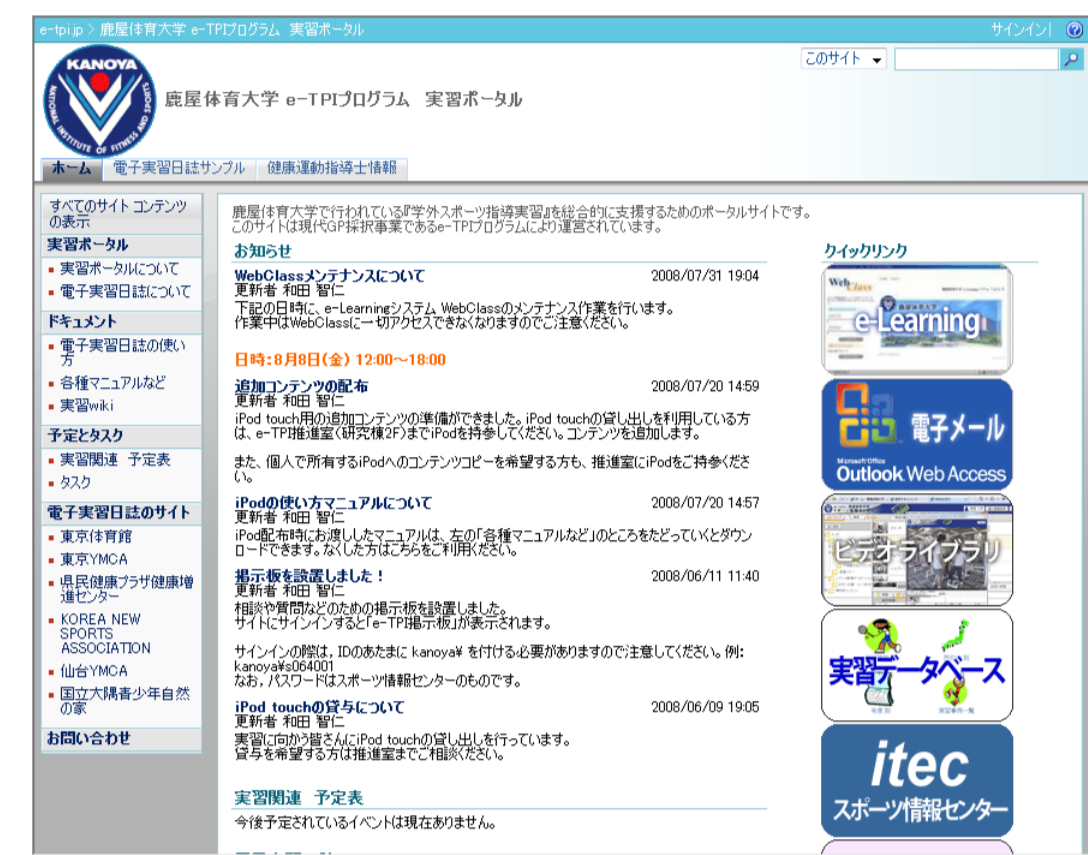 e-tpi.jp > 鹿屋体育大学 e-TPIプログラム 実習ポータル
サインイン|
このサイト
KANOYA
NATIONAL INSTITUTE OF FITNESS AND SPORTS
鹿屋体育大学 e-TPIプログラム 実習ポータル
ホーム
電子実習日誌サンプル
健康運動指導士情報
すべてのサイト コンテンツ
の表示
実習ポータル
実習ポータルについて
電子実習日誌について
ドキュメント
電子実習日誌の使い
方
各種マニュアルなど
実習wiki
予定とタスク
実習関連 予定表
タスク
電子実習日誌のサイト
東京体育館
東京YMCA
県民健康プラザ健康増
進センター
KOREA NEW
SPORTS
ASSOCIATION
仙台YMCA
国立大隅青少年自然
の家
お問い合わせ
鹿屋体育大学で行われている『学外スポーツ指導実習』を総合的に支援するためのポータルサイトです。
このサイトは現代GP採択事業であるe-TPIプログラムにより運営されています。
お知らせ
WebClassメンテナンスについて 2008/07/31 19:04
更新者 和田 智仁
下記の日時に、e-Learningシステム WebClassのメンテナンス作業を行います。
作業中はWebClassに一切アクセスできなくなりますのでご注意ください。
日時:8月8日(金) 12:00～18:00
追加コンテンツの配布 2008/07/20 14:59
更新者 和田 智仁
iPod touch用の追加コンテンツの準備ができました。iPod touchの貸し出しを利用している方
は、e-TPI推進室(研究棟2F)までiPodを持参してください。コンテンツを追加します。
また、個人で所有するiPodへのコンテンツコピーを希望する方も、推進室にiPodをご持参くださ
い。
iPodの使い方マニュアルについて 2008/07/20 14:57
更新者 和田 智仁
iPod配布時にお渡ししたマニュアルは、左の「各種マニュアルなど」のところをたどっていくとダウン
ロードできます。なくした方はこちらをご利用ください。
掲示板を設置しました! 2008/06/11 11:40
更新者 和田 智仁
相談や質問などのための掲示板を設置しました。
サイトにサインインすると「e-TPI掲示板」が表示されます。
サインインの際は，IDのあたまに kanoya¥ を付ける必要がありますのでご注意してください。例:
kanoya¥s064001
なお，パスワードはスポーツ情報センターのものです。
iPod touchの貸与について 2008/06/09 19:05
更新者 和田 智仁
実習に向かう皆さんにiPod touchの貸し出しを行っています。
貸与を希望する方は推進室までご相談ください。
実習関連 予定表
今後予定されているイベントは現在ありません。
クイックリンク
WebClass
e-Learning
電子メール
Microsoft Office
Outlook Web Access
ビデオライブラリ
実習データベース
年度別
実習事例一覧
itec
スポーツ情報センター